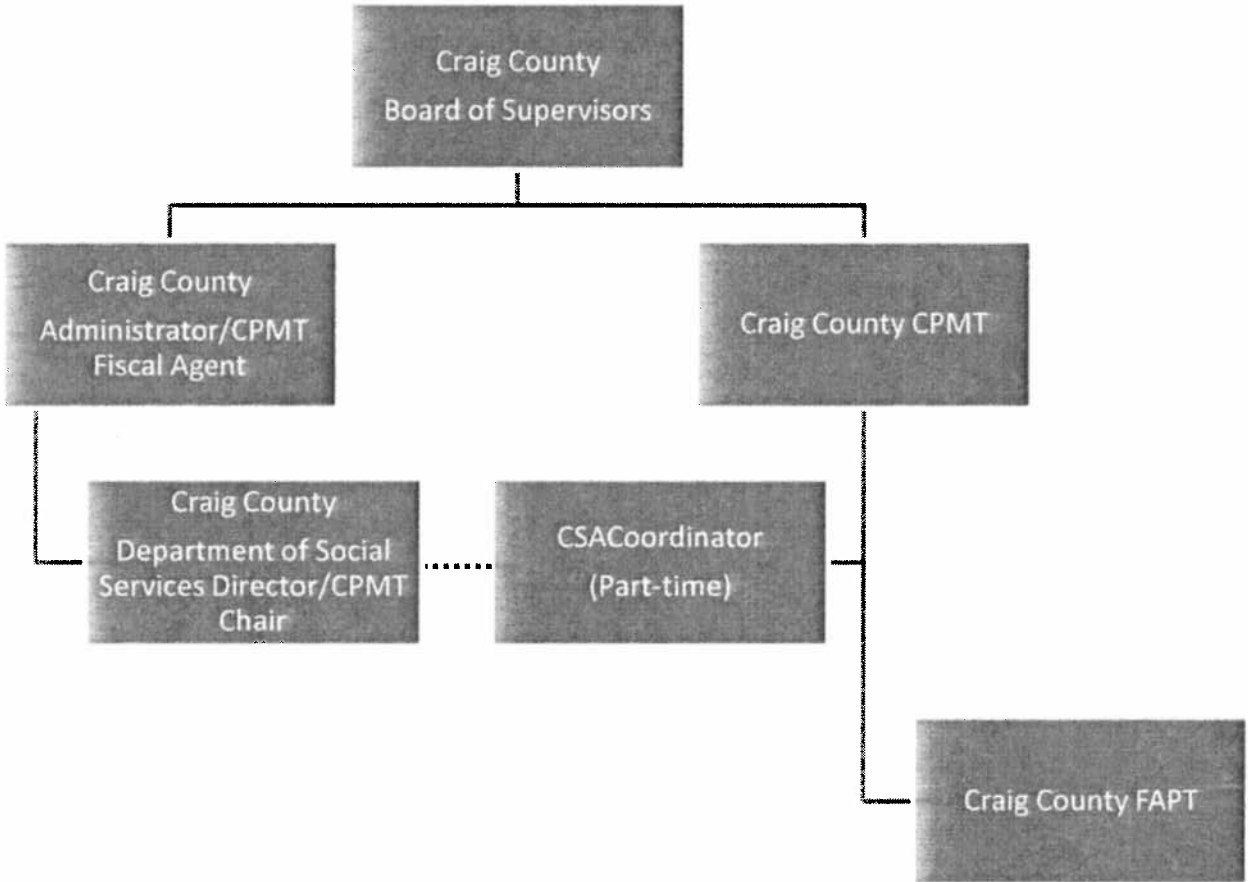 Craig County
Board of Supervisors
Craig County
Administrator/CPMT
Fiscal Agent
Craig County CPMT
Craig County
Department of Social
Services Director/CPMT
Chair
CSACoordinator
(Part-time)
Craig County FAPT